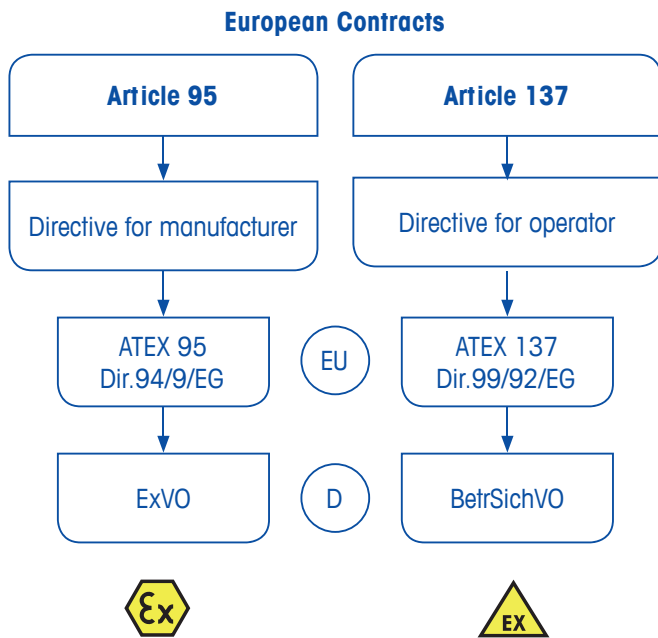 European Contracts
Article 95
Article 137
Directive for manufacturer
Directive for operator
ATEX 95
Dir.94/9/EG
EU
ATEX 137
Dir.99/92/EG
ExVO
D
BetrSichVO
Ex
EX